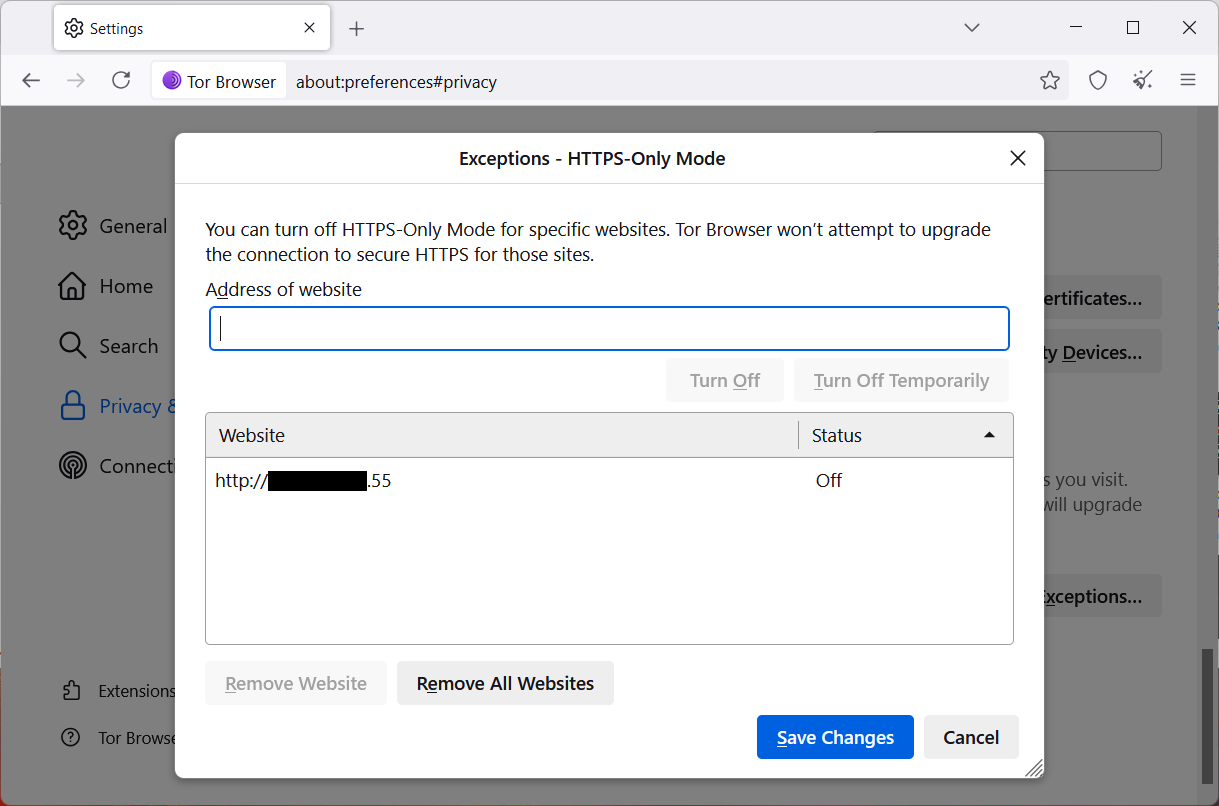 Settings
Tor Browser
about:preferences#privacy
Exceptions - HTTPS-Only Mode
General
Home
Search
Privacy &
Connecti
Extensions
Tor Browse
You can turn off HTTPS-Only Mode for specific websites. Tor Browser won’t attempt to upgrade
the connection to secure HTTPS for those sites.
Address of website
Turn Off
Turn Off Temporarily
Website
Status
http://
.55
Off
Remove Website
Remove All Websites
Save Changes
Cancel
ertificates...
ty Devices...
s you visit.
will upgrade
Exceptions...